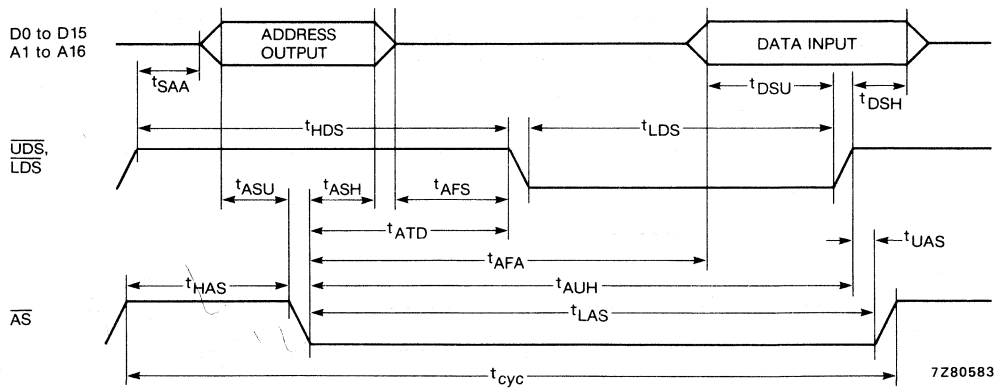 D0 to D15
A1 to A16
ADDRESS
OUTPUT
DATA INPUT
tSAA
tDSU
tDSH
tHDS
tLDS
UDS,
LDS
tASU
tASH
tAFS
tATD
tUAS
tAFA
tHAS
tAUH
tLAS
AS
tcyc
7Z80583